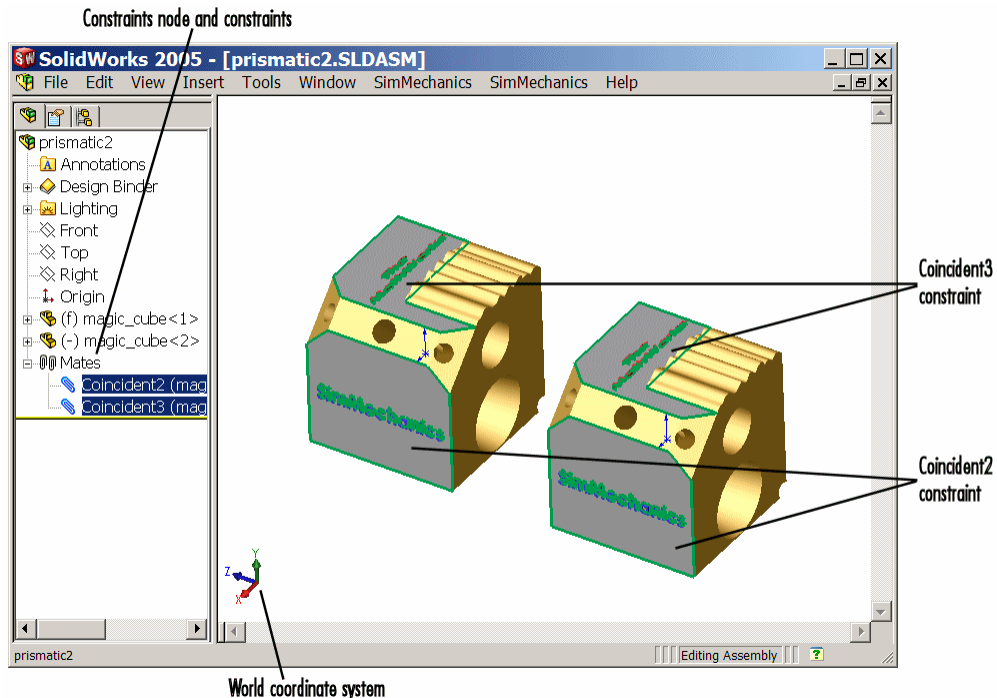 Constraints node and constraints
SolidWorks 2005 - [prismatic2.SLDASM]
File Edit View Insert Tools Window SimMechanics SimMechanics Help
prismatic2
A Annotations
Design Binder
Lighting
Front
Top
Right
Origin
(f) magic_cube<1>
(-) magic_cube<2>
Mates
Coincident2 (mag
Coincident3 (mag
SimMechanics
SimMechanics
Coincident3
constraint
Coincident2
constraint
Y
Z
X
prismatic2
Editing Assembly
?
World coordinate system